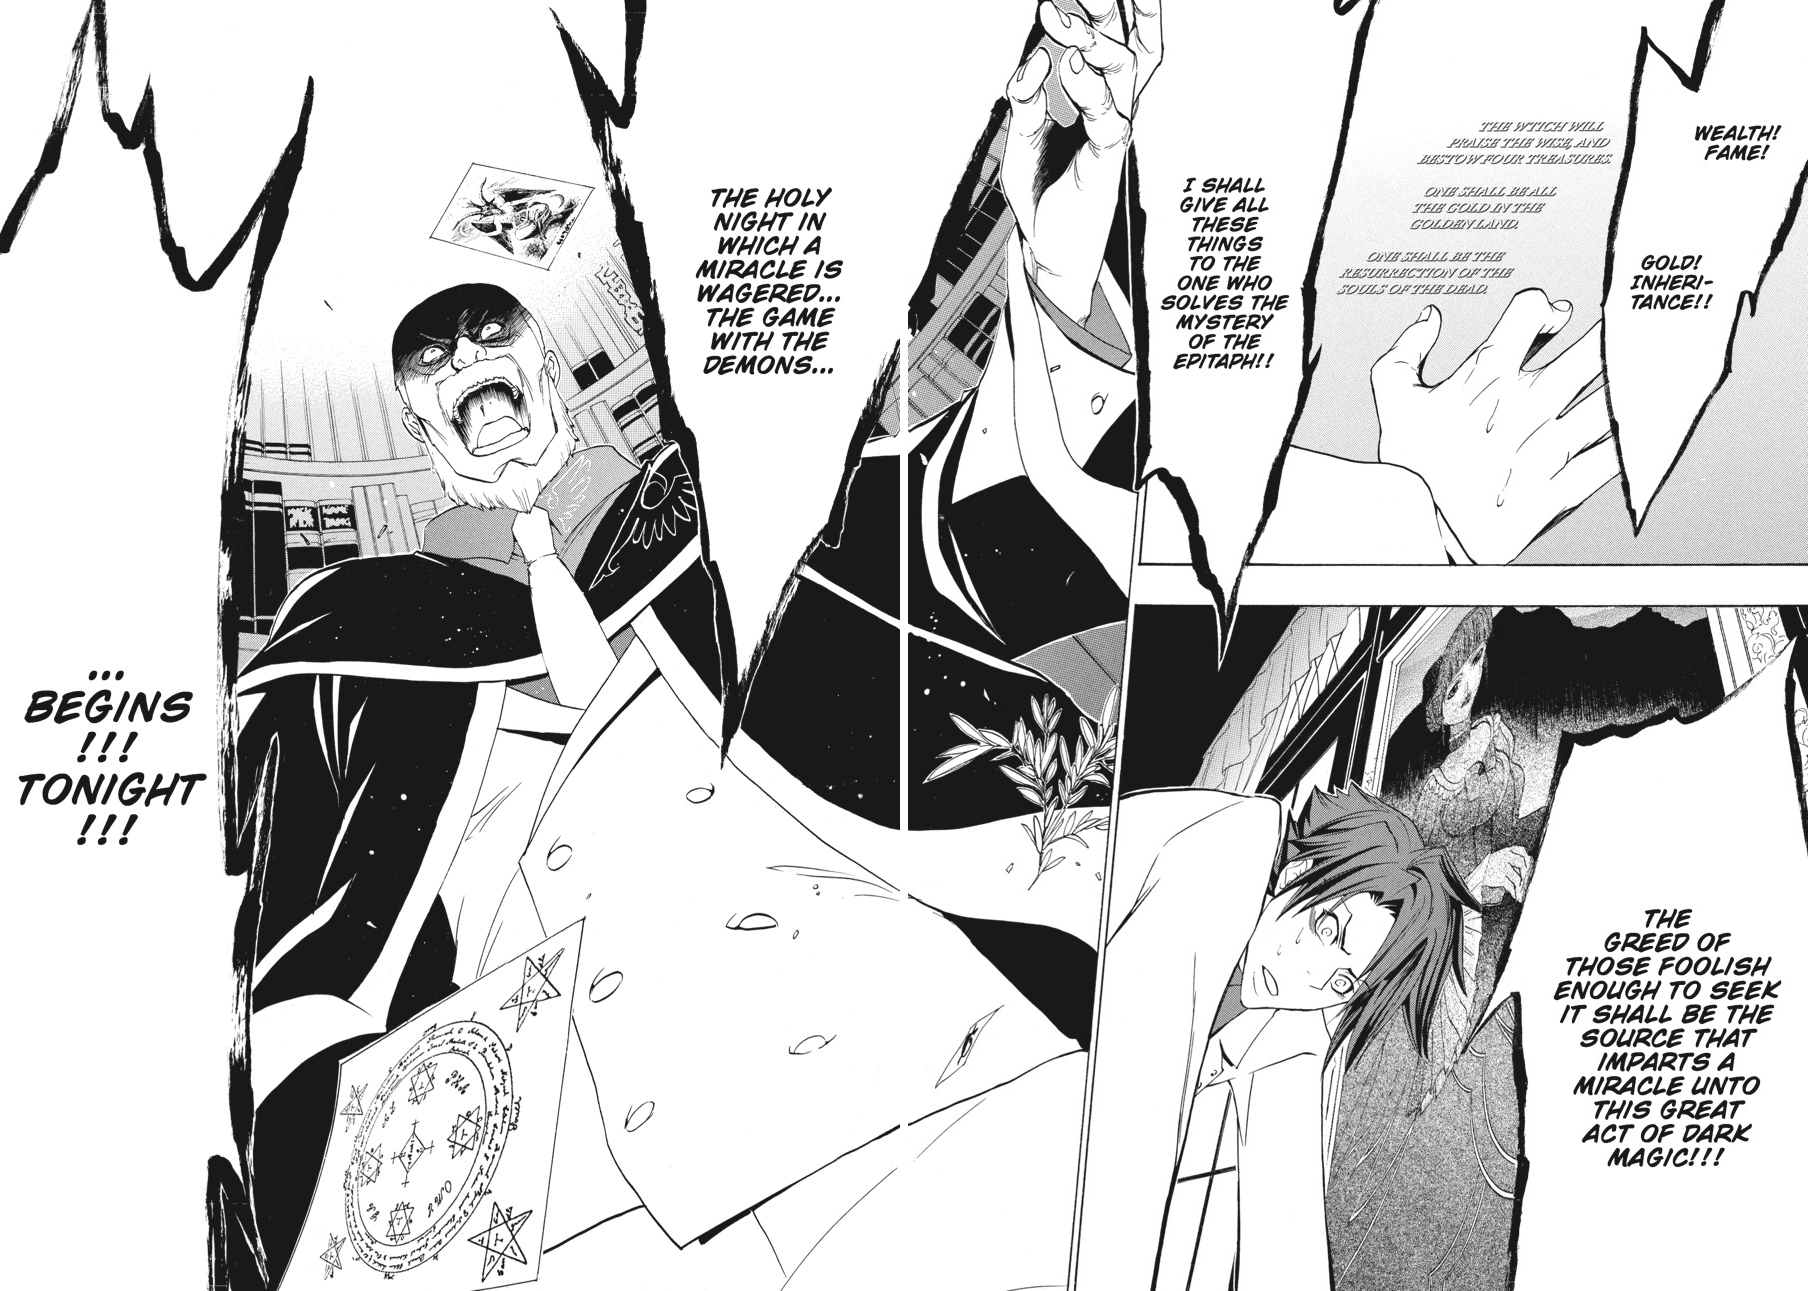 WEALTH!
FAME!
GOLD!
INHERI-
TANCE!!
THE WTICH WILL
PRAISE THE WISE, AND
BESTOW FOUR TREASURES.
ONE SHALL BE ALL
THE GOLD IN THE
GOLDEN LAND.
ONE SHALL BE THE
RESURRECTION OF THE
SOULS OF THE DEAD.
I SHALL
GIVE ALL
THESE
THINGS
TO THE
ONE WHO
SOLVES THE
MYSTERY
OF THE
EPITAPH!!
THE
GREED OF
THOSE FOOLISH
ENOUGH TO SEEK
IT SHALL BE THE
SOURCE THAT
IMPARTS A
MIRACLE UNTO
THIS GREAT
ACT OF DARK
MAGIC!!!
THE HOLY
NIGHT IN
WHICH A
MIRACLE IS
WAGERED...
THE GAME
WITH THE
DEMONS...
...
BEGINS
!!!
TONIGHT
!!!